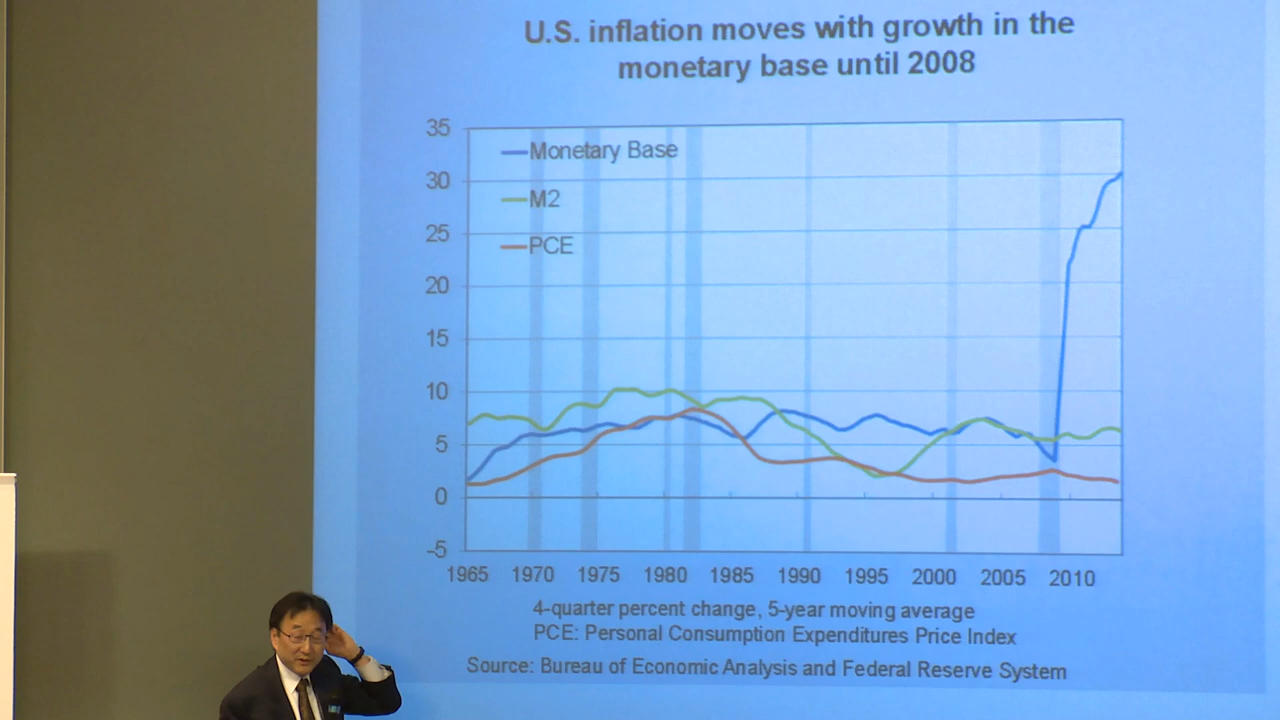 U.S. inflation moves with growth in the
monetary base until 2008
35
Monetary Base
30
M2
25
PCE
20
15
10
5
0
-5
1965 1970 1975 1980 1985 1990 1995 2000 2005 2010
4-quarter percent change, 5-year moving average
PCE: Personal Consumption Expenditures Price Index
Source: Bureau of Economic Analysis and Federal Reserve System